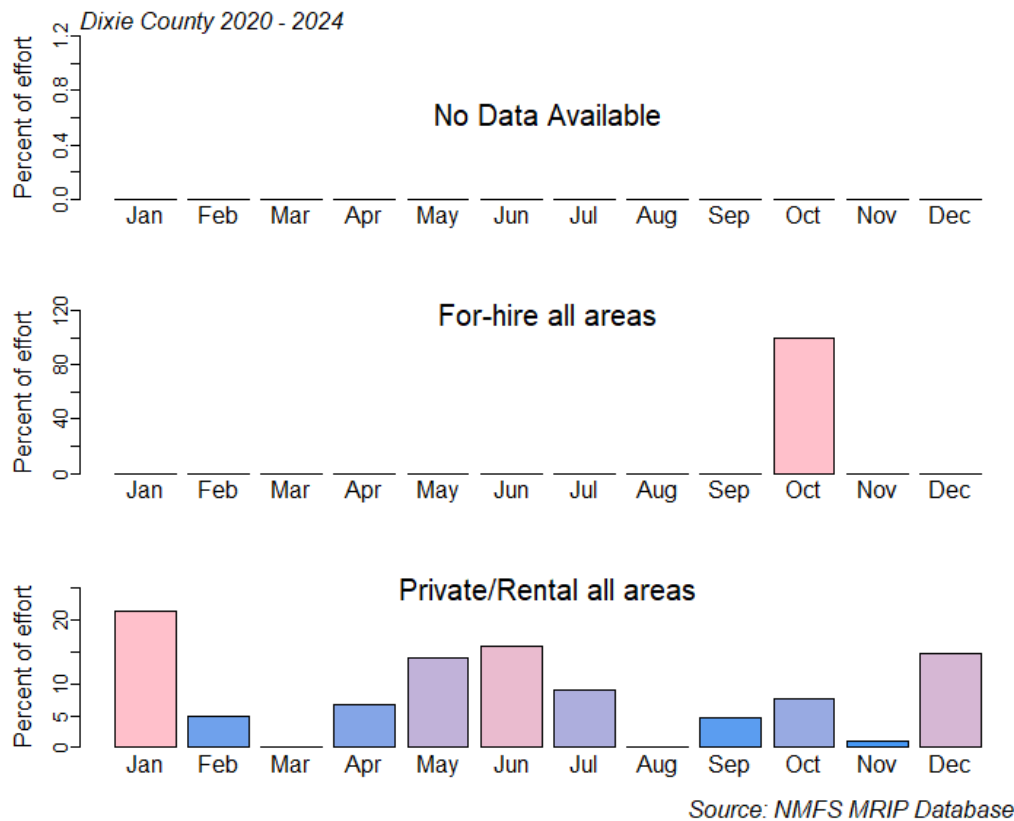 Dixie County 2020 - 2024
Percent of effort
0.0 0.4 0.8 1.2
No Data Available
Jan Feb Mar Apr May Jun Jul Aug Sep Oct Nov Dec
Percent of effort
0 40 80 120
For-hire all areas
Jan Feb Mar Apr May Jun Jul Aug Sep Oct Nov Dec
Percent of effort
0 5 10 20
Private/Rental all areas
Jan Feb Mar Apr May Jun Jul Aug Sep Oct Nov Dec
Source: NMFS MRIP Database